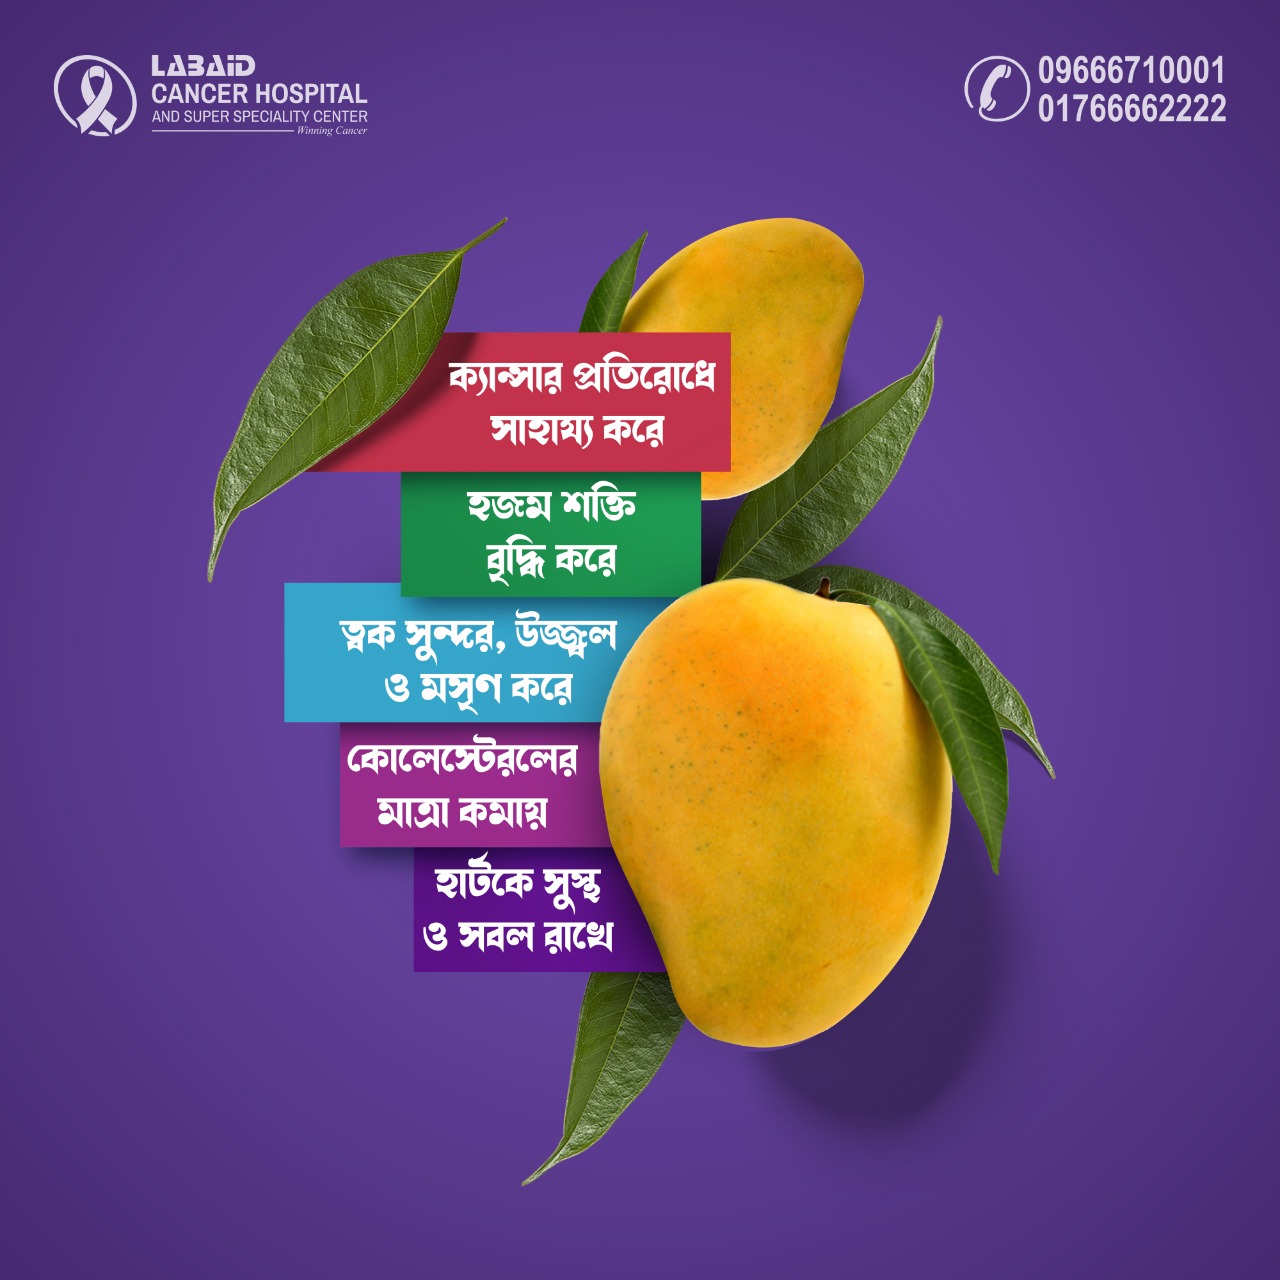 LABAID
CANCER HOSPITAL
AND SUPER SPECIALITY CENTER
Winning Cancer
09666710001
01766662222
ক্যান্সার প্রতিরোধে
সাহায্য করে
হজম শক্তি
বৃদ্ধি করে
ত্বক সুন্দর, উজ্জ্বল
ও মসৃণ করে
কোলেস্টেরলের
মাত্রা কমায়
হার্টকে সুস্থ
ও সবল রাখে